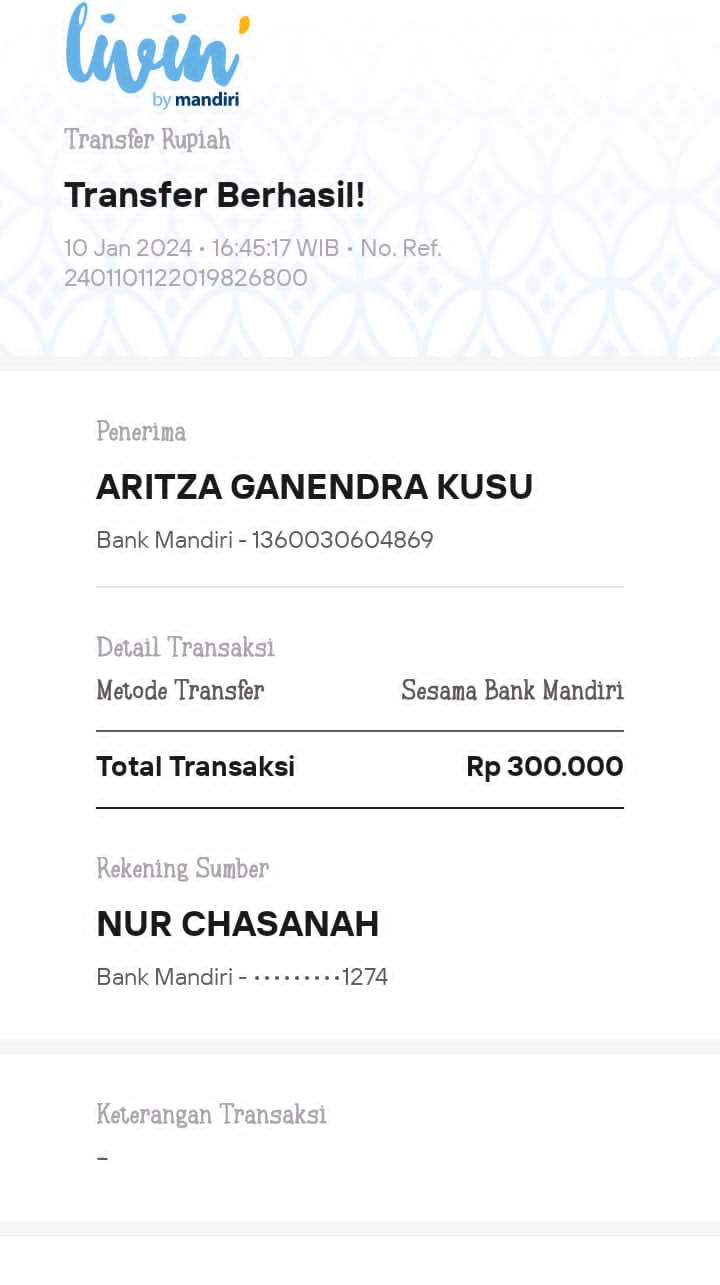 livin'
by mandiri
Transfer Rupiah
Transfer Berhasil!
10 Jan 2024 • 16:45:17 WIB • No. Ref.
2401101122019826800
Penerima
ARITZA GANENDRA KUSU
Bank Mandiri - 1360030604869
Detail Transaksi
Metode Transfer Sesama Bank Mandiri
Total Transaksi Rp 300.000
Rekening Sumber
NUR CHASANAH
Bank Mandiri - •••••••••1274
Keterangan Transaksi
-